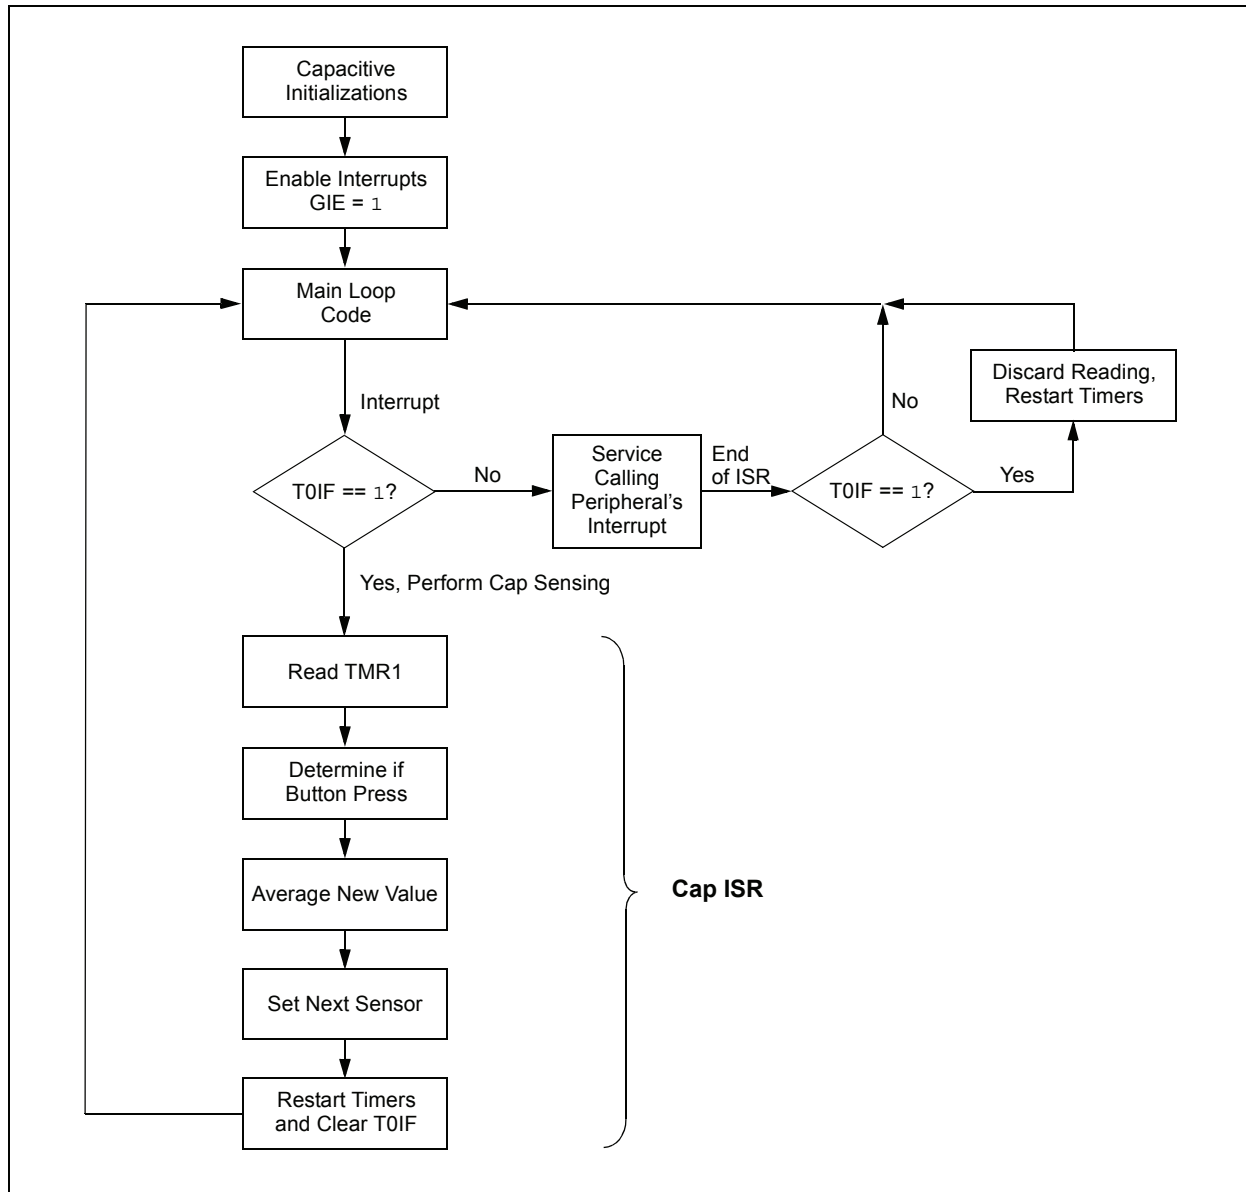 Capacitive
Initializations
Enable Interrupts
GIE = 1
Main Loop
Code
Interrupt
T0IF == 1?
No
Service
Calling
Peripheral's
Interrupt
End
of ISR
T0IF == 1?
No
Yes
Discard Reading,
Restart Timers
Yes, Perform Cap Sensing
Read TMR1
Determine if
Button Press
Average New Value
Set Next Sensor
Restart Timers
and Clear T0IF
Cap ISR